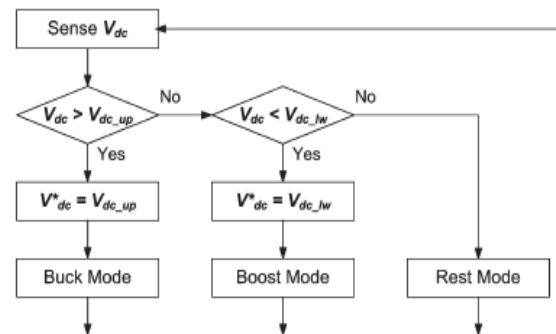 Sense V_dc
No
No
V_dc > V_dc_up
V_dc < V_dc_lw
Yes
Yes
V*_dc = V_dc_up
V*_dc = V_dc_lw
Buck Mode
Boost Mode
Rest Mode